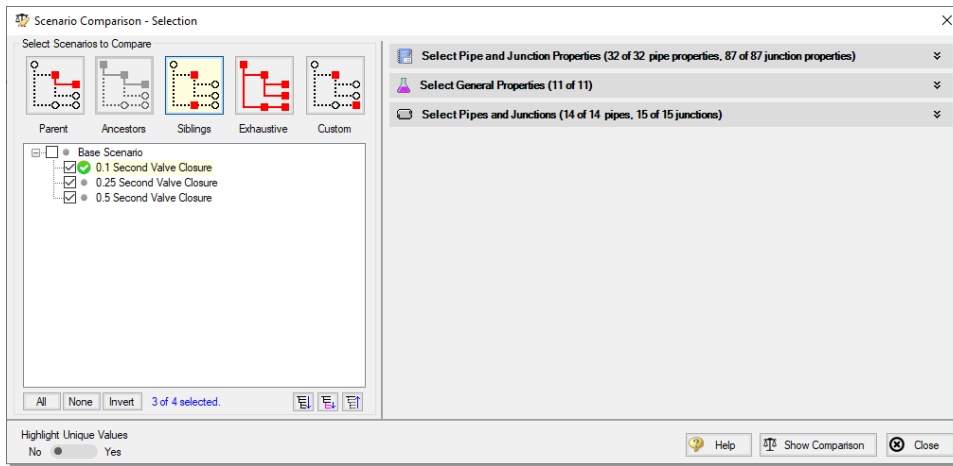 Scenario Comparison - Selection
Select Scenarios to Compare
Parent Ancestors Siblings Exhaustive Custom
Base Scenario
0.1 Second Valve Closure
0.25 Second Valve Closure
0.5 Second Valve Closure
All None Invert 3 of 4 selected.
Select Pipe and Junction Properties (32 of 32 pipe properties, 87 of 87 junction properties)
Select General Properties (11 of 11)
Select Pipes and Junctions (14 of 14 pipes, 15 of 15 junctions)
Highlight Unique Values
No Yes
Help Show Comparison Close